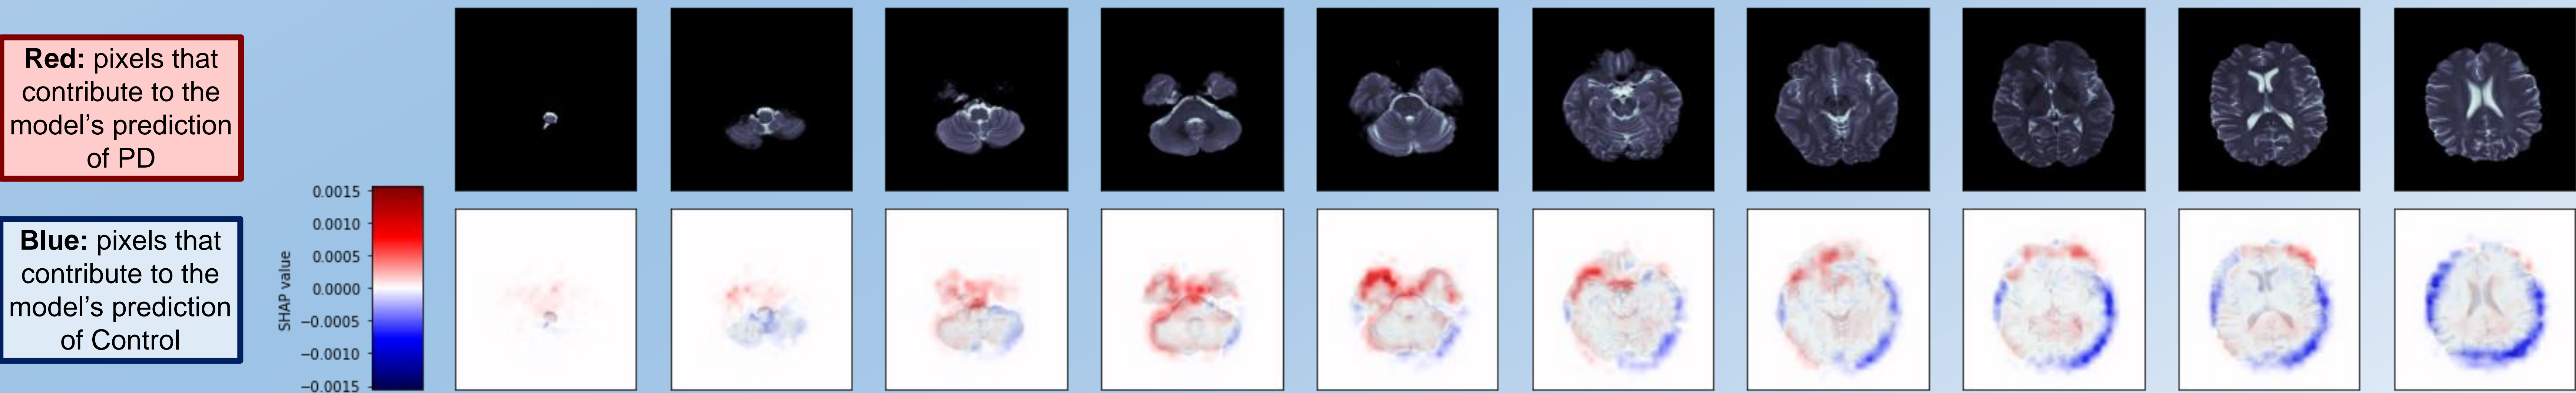 Red: pixels that
contribute to the
model's prediction
of PD
Blue: pixels that
contribute to the
model's prediction
of Control
SHAP value
0.0015
0.0010
0.0005
0.0000
−0.0005
−0.0010
−0.0015